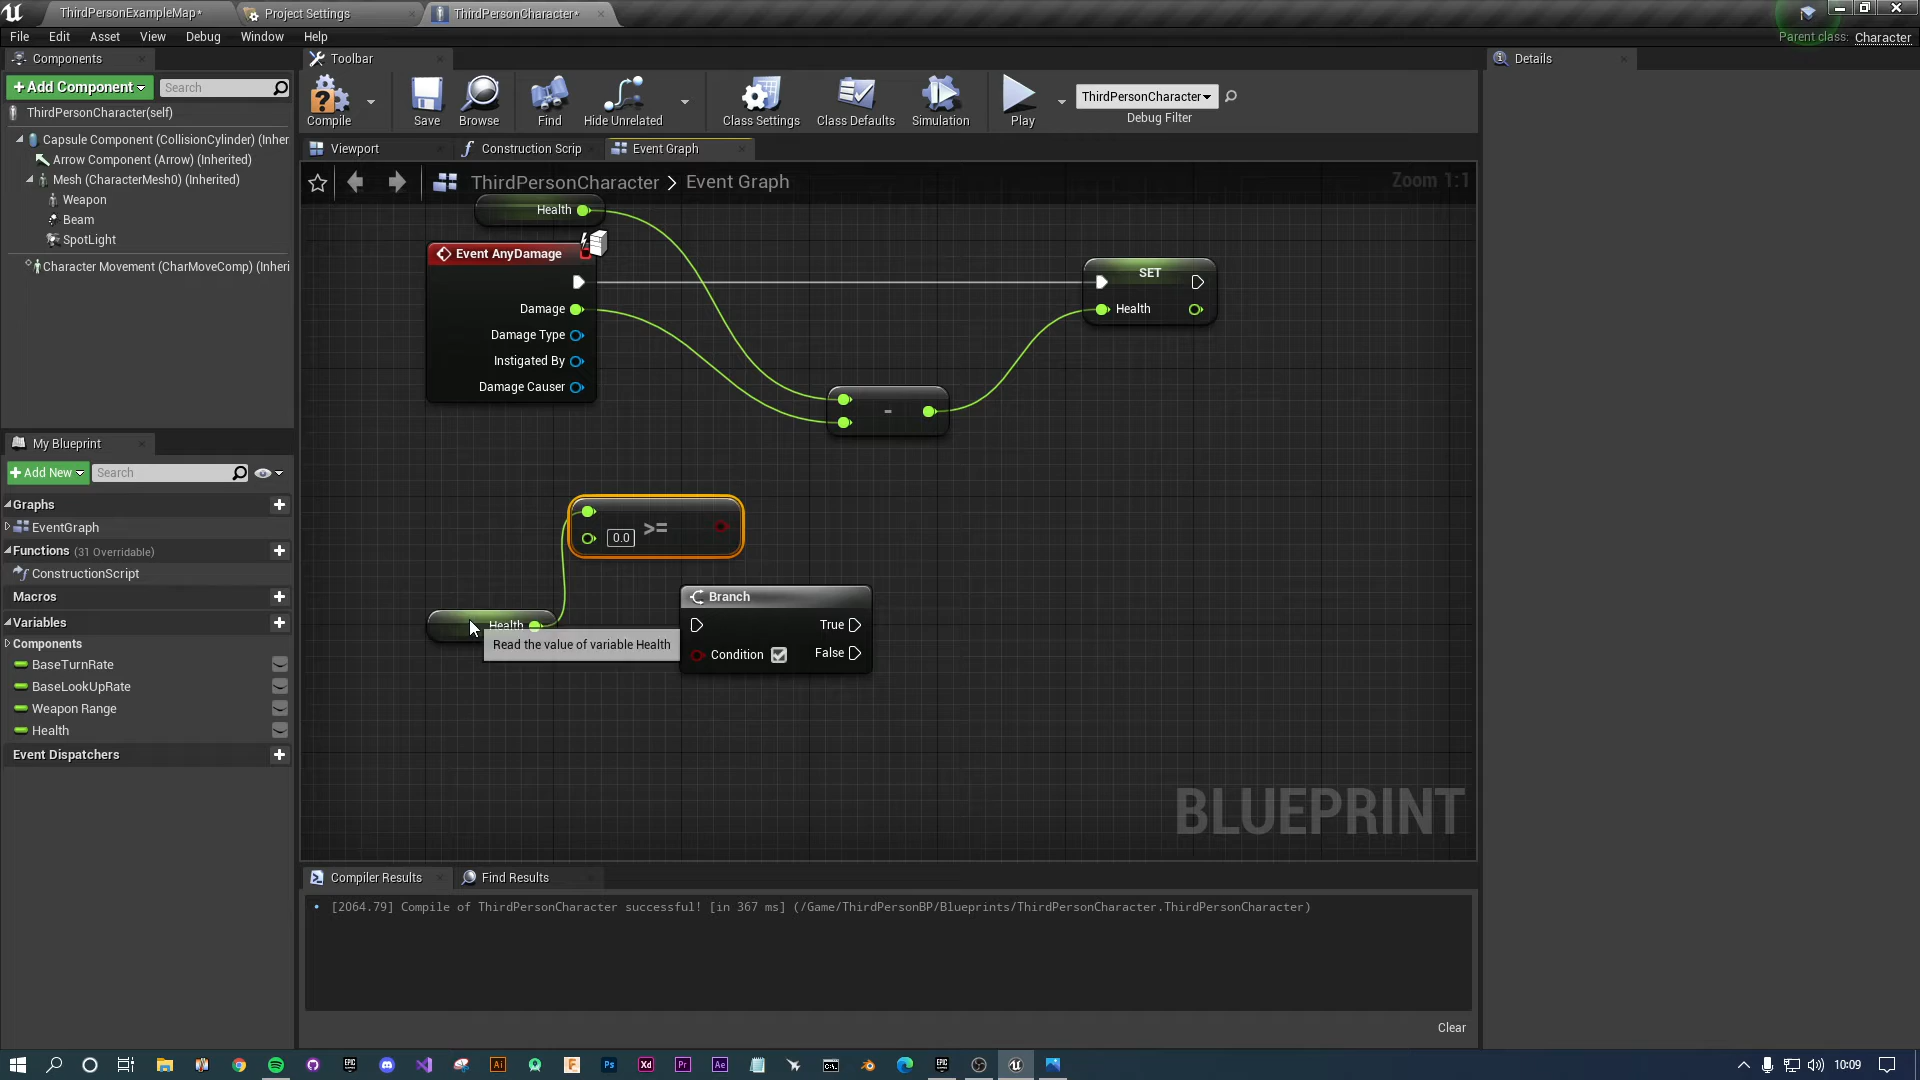 ThirdPersonExampleMap*
Project Settings
ThirdPersonCharacter*
File Edit Asset View Debug Window Help
Parent class: Character
Components
+Add Component
Search
ThirdPersonCharacter(self)
Capsule Component (CollisionCylinder) (Inher
Arrow Component (Arrow) (Inherited)
Mesh (CharacterMesh0) (Inherited)
Weapon
Beam
SpotLight
Character Movement (CharMoveComp) (Inheri
Toolbar
Compile
Save
Browse
Find
Hide Unrelated
Class Settings
Class Defaults
Simulation
Play
ThirdPersonCharacter
Debug Filter
Details
Viewport
Construction Scrip
Event Graph
ThirdPersonCharacter > Event Graph
Zoom 1:1
Health
Event AnyDamage
Damage
Damage Type
Instigated By
Damage Causer
SET
Health
-
0.0
>=
Health
Read the value of variable Health
Branch
True
Condition
False
BLUEPRINT
My Blueprint
+Add New
Search
Graphs
EventGraph
Functions (31 Overridable)
ConstructionScript
Macros
Variables
Components
BaseTurnRate
BaseLookUpRate
Weapon Range
Health
Event Dispatchers
Compiler Results
Find Results
[2064.79] Compile of ThirdPersonCharacter successful! [in 367 ms] (/Game/ThirdPersonBP/Blueprints/ThirdPersonCharacter.ThirdPersonCharacter)
Clear
Ai
Ps
Xd
Pr
Ae
10:09